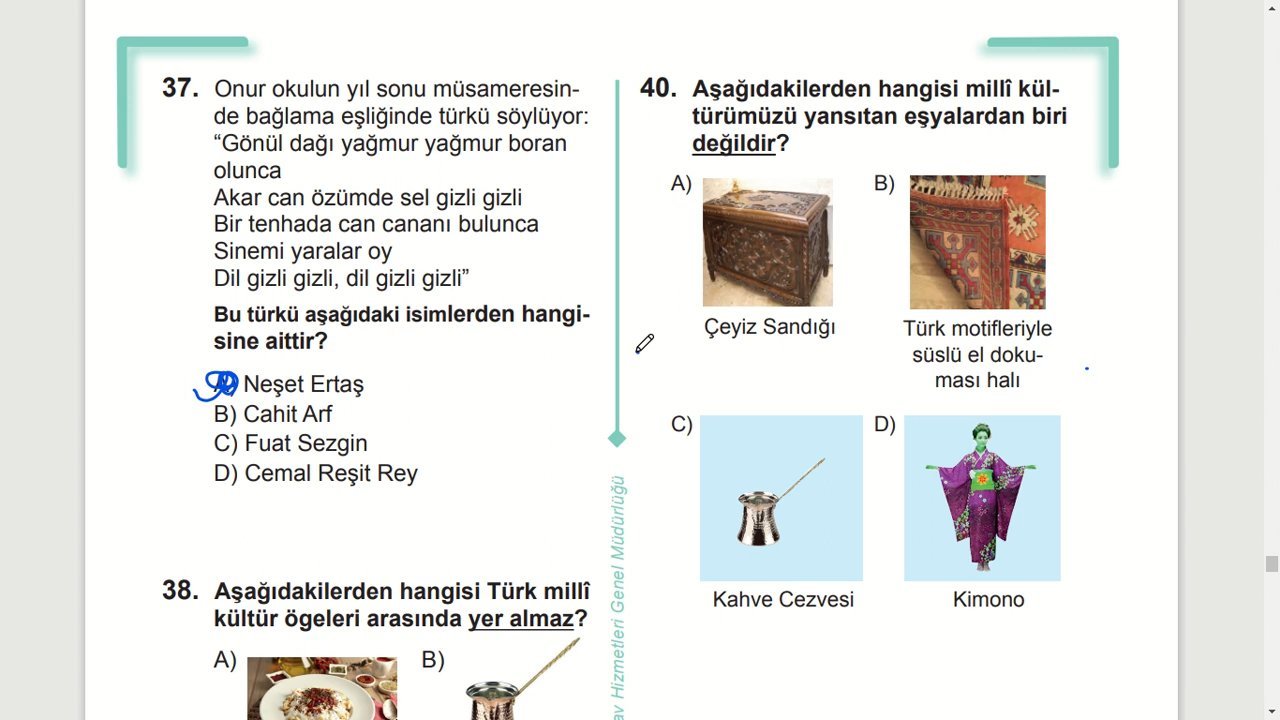 37. Onur okulun yıl sonu müsameresin-
de bağlama eşliğinde türkü söylüyor:
“Gönül dağı yağmur yağmur boran
olunca
Akar can özümde sel gizli gizli
Bir tenhada can cananı bulunca
Sinemi yaralar oy
Dil gizli gizli, dil gizli gizli”
Bu türkü aşağıdaki isimlerden hangi-
sine aittir?
A) Neşet Ertaş
B) Cahit Arf
C) Fuat Sezgin
D) Cemal Reşit Rey
38. Aşağıdakilerden hangisi Türk millî
kültür ögeleri arasında yer almaz?
A)
B)
av Hizmetleri Genel Müdürlüğü
40. Aşağıdakilerden hangisi millî kül-
türümüzü yansıtan eşyalardan biri
değildir?
A)
Çeyiz Sandığı
B)
Türk motifleriyle
süslü el doku-
ması halı
C)
Kahve Cezvesi
D)
Kimono